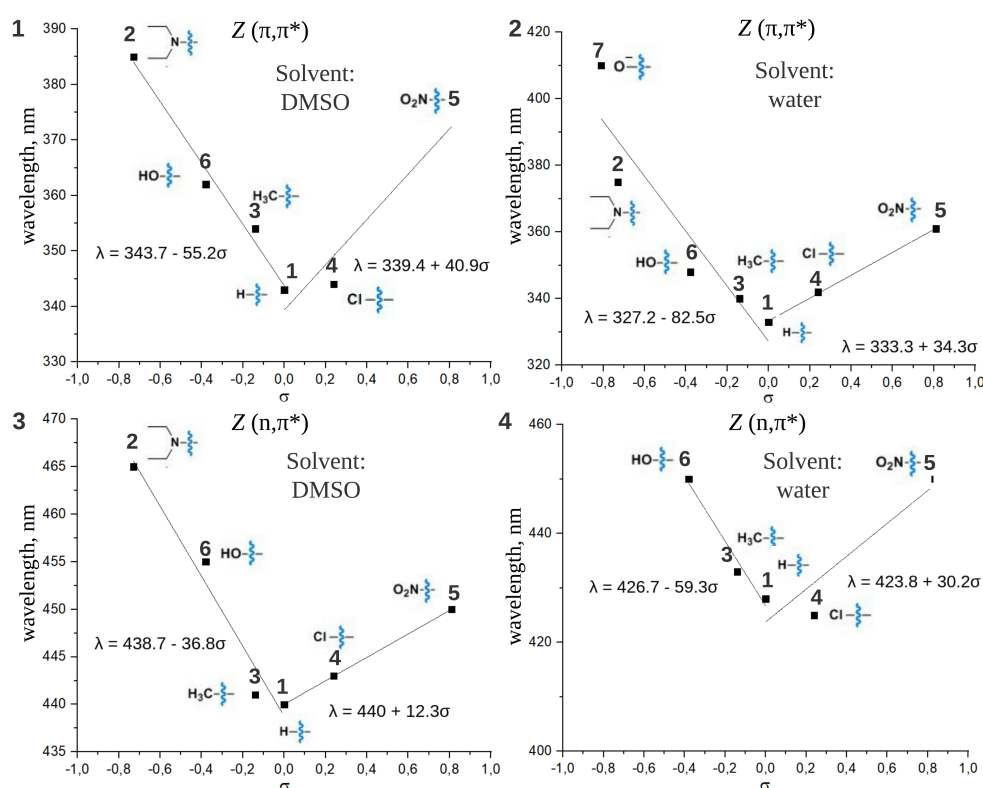 1
Z (π,π*)
Solvent:
DMSO
wavelength, nm
390
380
370
360
350
340
330
-1,0 -0,8 -0,6 -0,4 -0,2 0,0 0,2 0,4 0,6 0,8 1,0
σ
2
N
6
HO
H₃C
3
1
H
4
Cl
O₂N
5
λ = 343.7 - 55.2σ
λ = 339.4 + 40.9σ
2
Z (π,π*)
Solvent:
water
wavelength, nm
420
400
380
360
340
320
-1,0 -0,8 -0,6 -0,4 -0,2 0,0 0,2 0,4 0,6 0,8 1,0
σ
7
O⁻
2
N
6
HO
H₃C
3
1
H
Cl
4
O₂N
5
λ = 327.2 - 82.5σ
λ = 333.3 + 34.3σ
3
Z (n,π*)
Solvent:
DMSO
wavelength, nm
470
465
460
455
450
445
440
435
-1,0 -0,8 -0,6 -0,4 -0,2 0,0 0,2 0,4 0,6 0,8 1,0
σ
2
N
6
HO
H₃C
3
1
H
Cl
4
O₂N
5
λ = 438.7 - 36.8σ
λ = 440 + 12.3σ
4
Z (n,π*)
Solvent:
water
wavelength, nm
460
440
420
400
-1,0 -0,8 -0,6 -0,4 -0,2 0,0 0,2 0,4 0,6 0,8 1,0
σ
HO
6
H₃C
3
H
1
4
Cl
O₂N
5
λ = 426.7 - 59.3σ
λ = 423.8 + 30.2σ